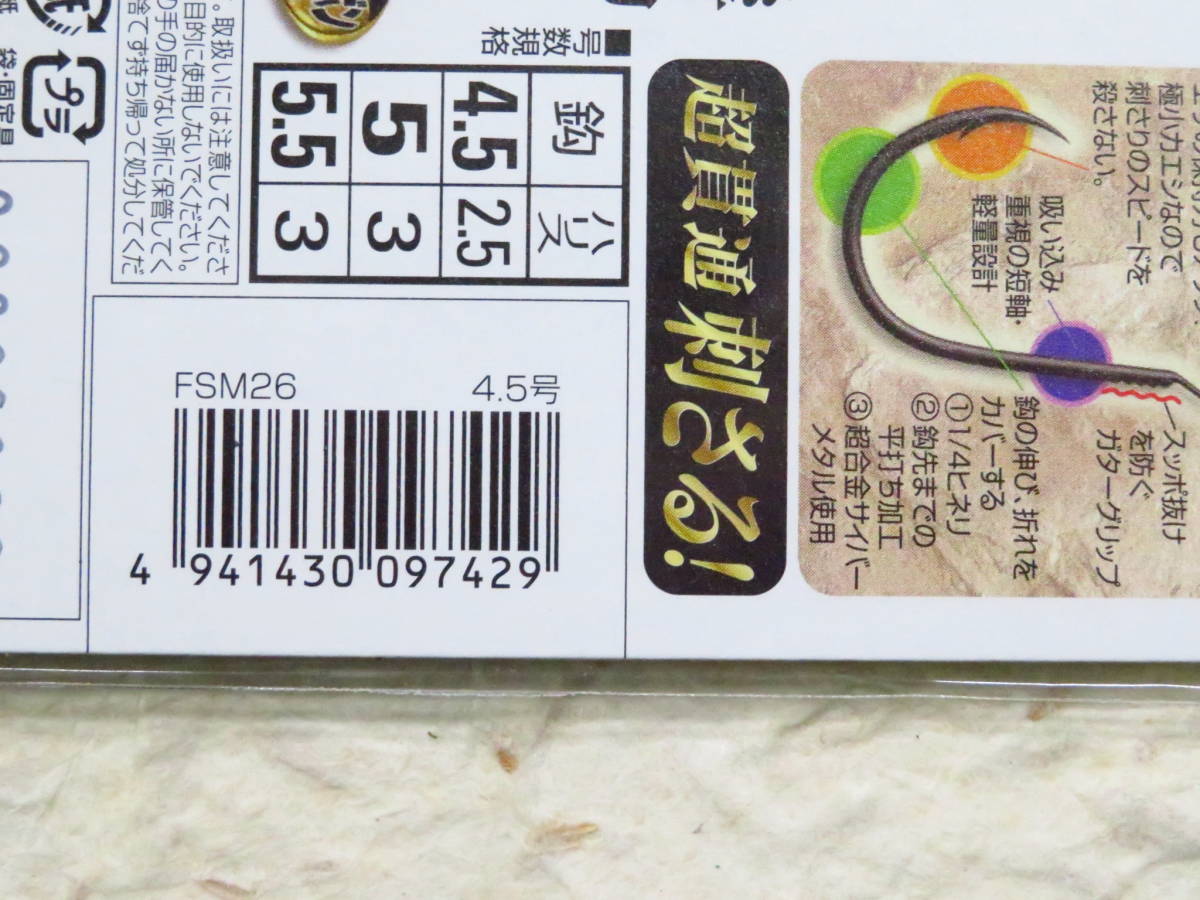 殺さない。
刺さりのスピードを
極小カエシなので
吸い込み
重視の短軸・
軽量設計
スッポ抜け
を防ぐ
ガターグリップ
鈎の伸び、折れを
カバーする
①1/4ヒネリ
②鈎先までの
平打ち加工
③超合金サイバー
メタル使用
超貫通刺さる!
■号数規格
鈎 ハリス
4.5 2.5
5 3
5.5 3
取扱いには注意してくださ
目的に使用しないでください。
の手の届かない所に保管してく
捨てず持ち帰って処分してくだ
プラ
袋・固定具
FSM26 4.5号
4 941430 097429